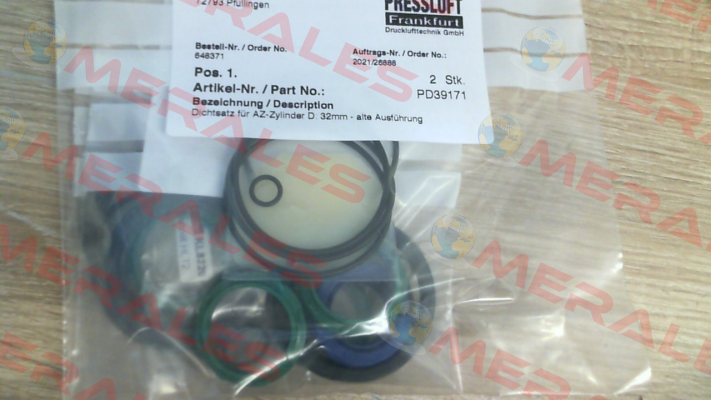 72793 Pfullingen
PRESSLUFT
Frankfurt
Drucklufttechnik GmbH
Bestell-Nr. / Order No.
648371
Auftrags-Nr. / Order No.:
2021/26886
Pos. 1.
2 Stk.
Artikel-Nr. / Part No.:
PD39171
Bezeichnung / Description
Dichtsatz für AZ-Zylinder D. 32mm - alte Ausführung
MERALES
MERALES
MERALES
MERALES
MERALES